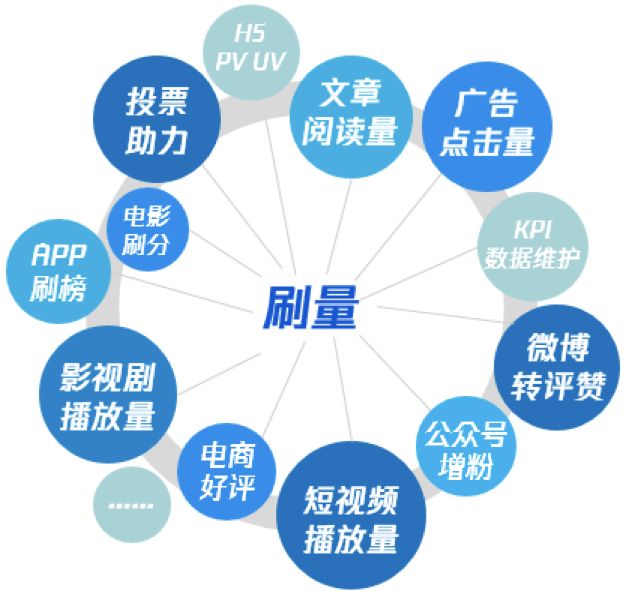 H5
PV UV
投票
助力
文章
阅读量
广告
点击量
电影
刷分
KPI
数据维护
APP
刷榜
刷量
微博
转评赞
影视剧
播放量
公众号
增粉
电商
好评
短视频
播放量
......